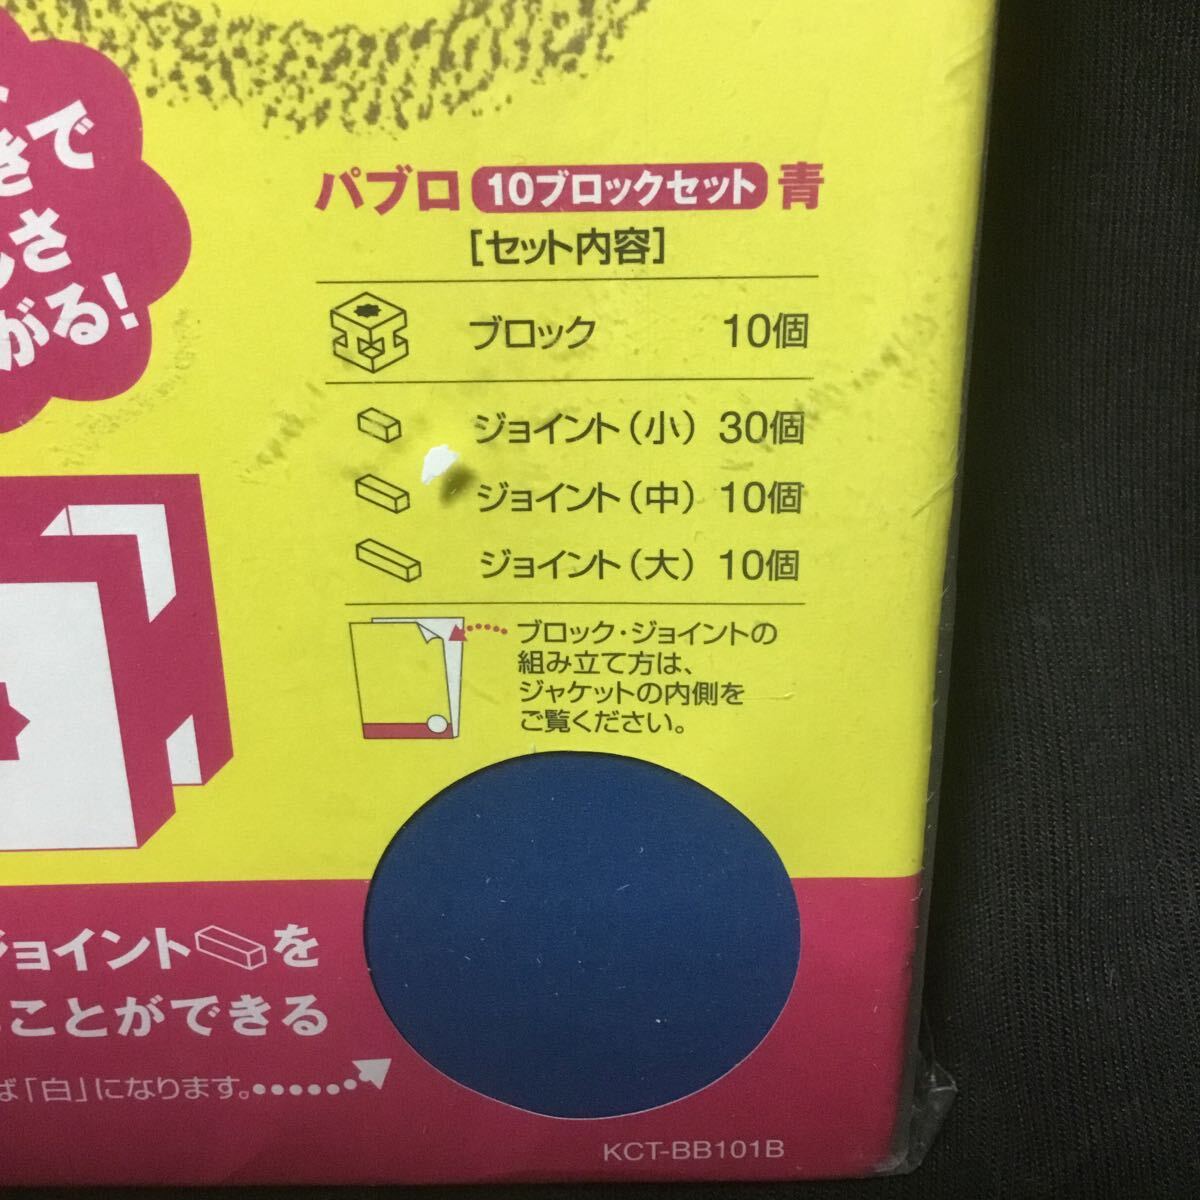 きで
しさ
がる!
パブロ 10ブロックセット 青
[セット内容]
ブロック 10個
ジョイント(小) 30個
ジョイント(中) 10個
ジョイント(大) 10個
ブロック・ジョイントの
組み立て方は、
ジャケットの内側を
ご覧ください。
ジョイント を
ことができる
ば「白」になります。
KCT-BB101B